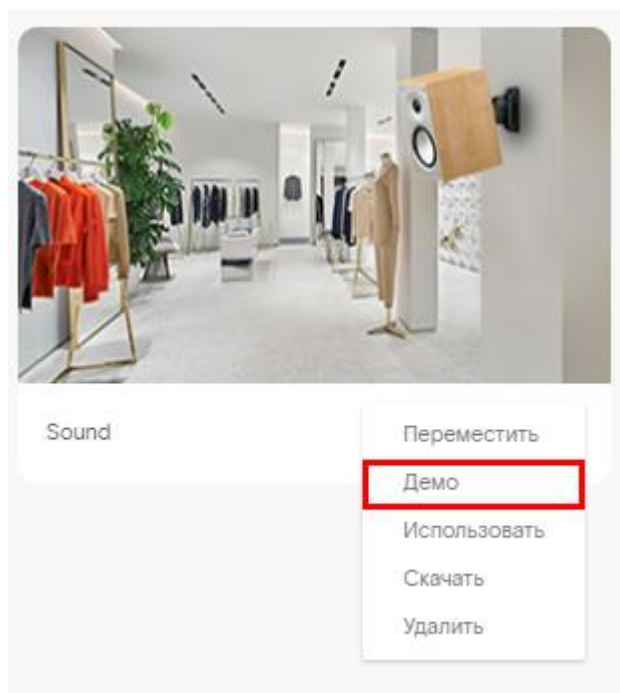 Sound
Переместить
Демо
Использовать
Скачать
Удалить